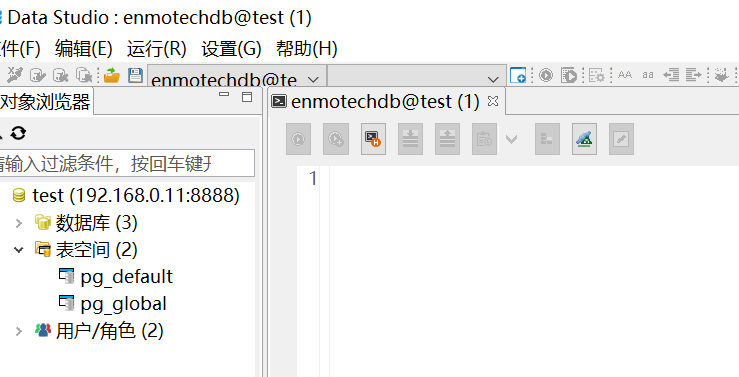 Data Studio : enmotechdb@test (1)
件(F) 编辑(E) 运行(R) 设置(G) 帮助(H)
enmotechdb@te
AA aa
对象浏览器
enmotechdb@test (1)
请输入过滤条件，按回车键开
1
test (192.168.0.11:8888)
数据库 (3)
表空间 (2)
pg_default
pg_global
用户/角色 (2)